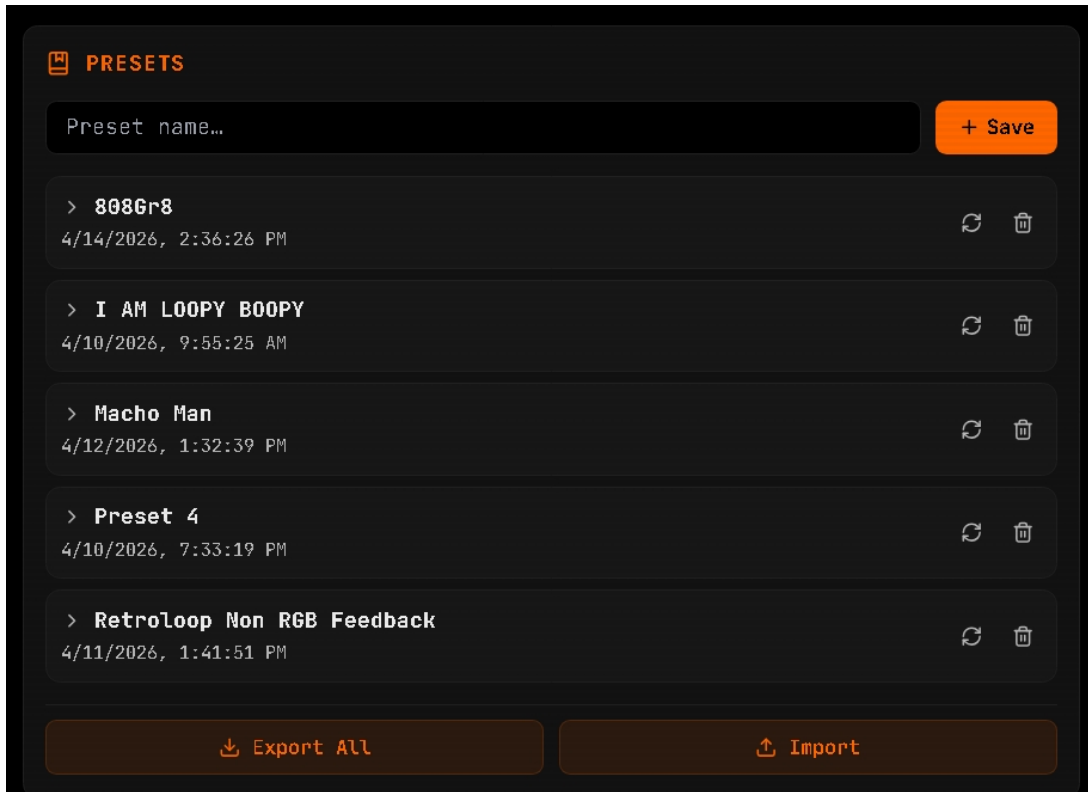 PRESETS
Preset name…
+ Save
> 808Gr8
4/14/2026, 2:36:26 PM
> I AM LOOPY BOOPY
4/10/2026, 9:55:25 AM
> Macho Man
4/12/2026, 1:32:39 PM
> Preset 4
4/10/2026, 7:33:19 PM
> Retroloop Non RGB Feedback
4/11/2026, 1:41:51 PM
Export All
Import